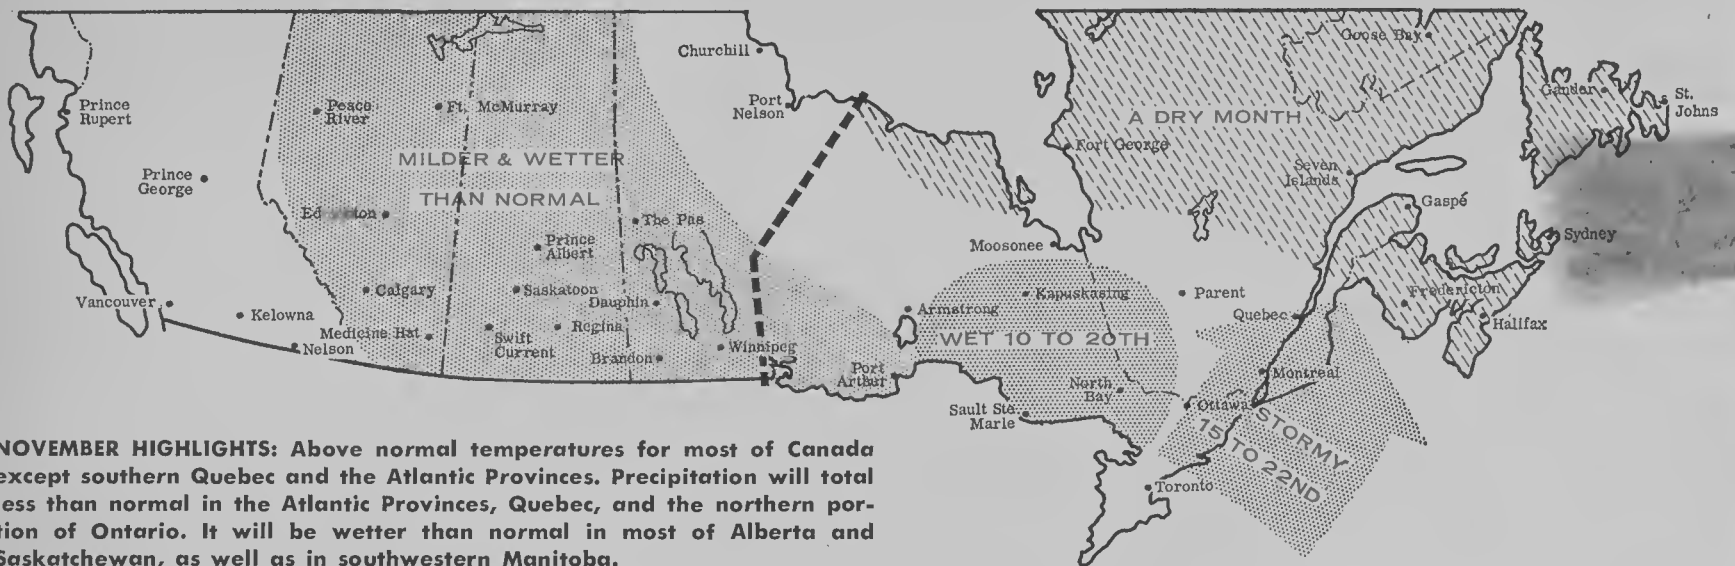 Churchill
Goose Bay
Prince
Rupert
Peace
River
Ft. McMurray
Port
Nelson
Gander
St.
Johns
A DRY MONTH
Fort George
MILDER & WETTER
THAN NORMAL
Prince
George
Seven
Islands
Gaspé
Edmonton
The Pas
Prince
Albert
Moosonee
Sydney
Vancouver
Kelowna
Calgary
Saskatoon
Dauphin
Armstrong
Kapuskasing
Parent
Fredericton
Quebec
Halifax
Medicine Hat
Nelson
Swift
Current
Regina
Brandon
Winnipeg
WET 10 TO 20TH
Port
Arthur
North
Bay
Montreal
Sault Ste.
Marie
Ottawa
STORMY
15 TO 22ND
Toronto
NOVEMBER HIGHLIGHTS: Above normal temperatures for most of Canada
except southern Quebec and the Atlantic Provinces. Precipitation will total
less than normal in the Atlantic Provinces, Quebec, and the northern por-
tion of Ontario. It will be wetter than normal in most of Alberta and
Saskatchewan, as well as in southwestern Manitoba.